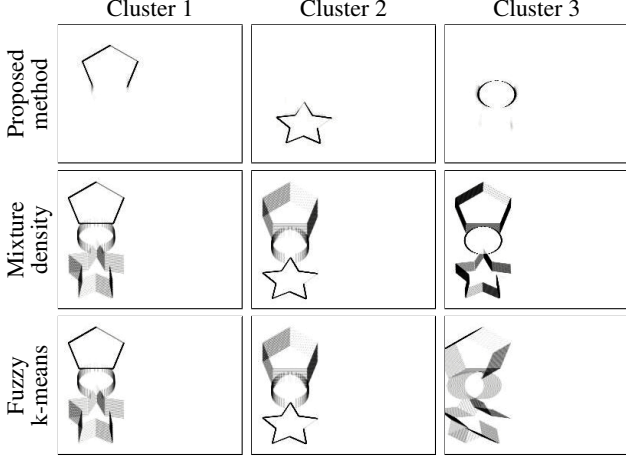 Cluster 1 Cluster 2 Cluster 3
Proposed
method
Mixture
density
Fuzzy
k-means